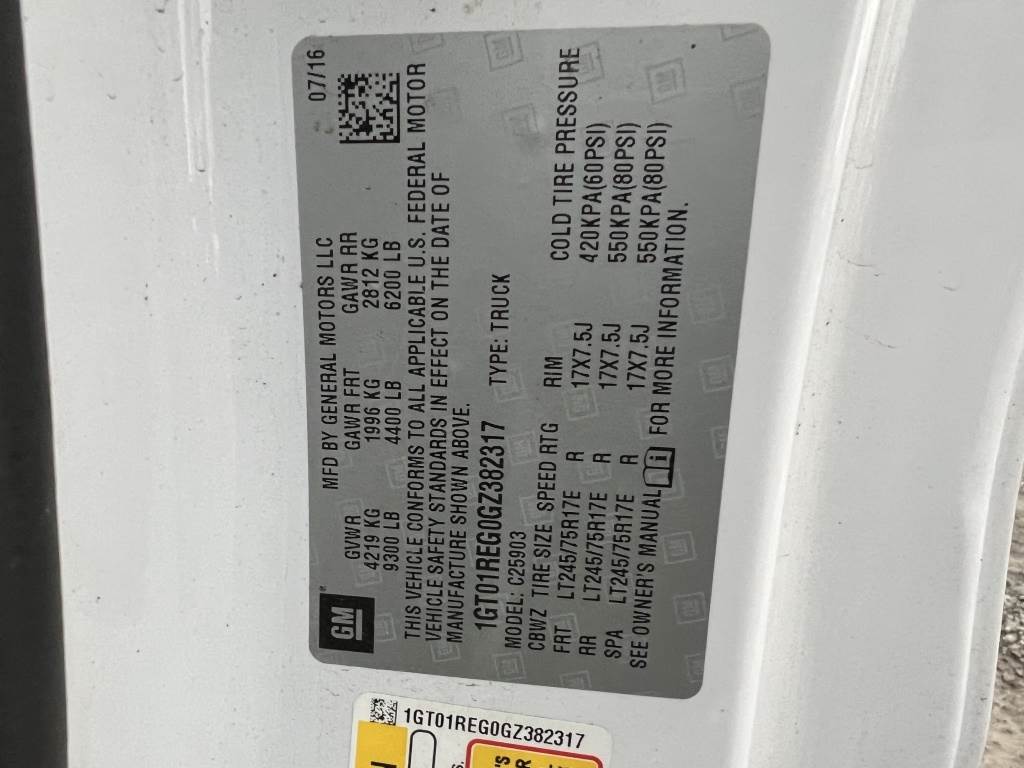 GM
MFD BY GENERAL MOTORS LLC 07/16
GVWR GAWR FRT GAWR RR
4219 KG 1996 KG 2812 KG
9300 LB 4400 LB 6200 LB
THIS VEHICLE CONFORMS TO ALL APPLICABLE U.S. FEDERAL MOTOR
VEHICLE SAFETY STANDARDS IN EFFECT ON THE DATE OF
MANUFACTURE SHOWN ABOVE.
1GT01REG0GZ382317 TYPE: TRUCK
MODEL: C25903
CBWZ TIRE SIZE SPEED RTG RIM COLD TIRE PRESSURE
FRT LT245/75R17E R 17X7.5J 420KPA(60PSI)
RR LT245/75R17E R 17X7.5J 550KPA(80PSI)
SPA LT245/75R17E R 17X7.5J 550KPA(80PSI)
SEE OWNER'S MANUAL FOR MORE INFORMATION.
1GT01REG0GZ382317